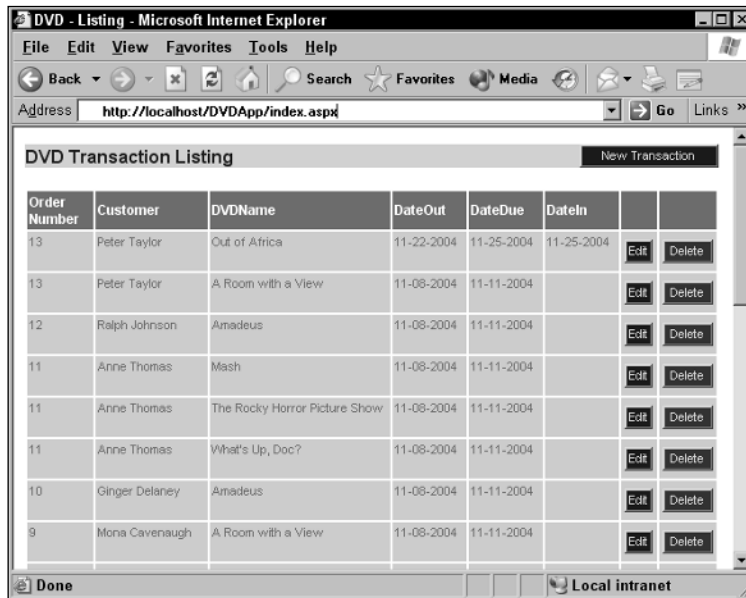 DVD - Listing - Microsoft Internet Explorer
File Edit View Favorites Tools Help
Back Search Favorites Media
Address http://localhost/DVDApp/index.aspx Go Links »
DVD Transaction Listing New Transaction
Order Number Customer DVDName DateOut DateDue DateIn
13 Peter Taylor Out of Africa 11-22-2004 11-25-2004 11-25-2004 Edit Delete
13 Peter Taylor A Room with a View 11-08-2004 11-11-2004 Edit Delete
12 Ralph Johnson Amadeus 11-08-2004 11-11-2004 Edit Delete
11 Anne Thomas Mash 11-08-2004 11-11-2004 Edit Delete
11 Anne Thomas The Rocky Horror Picture Show 11-08-2004 11-11-2004 Edit Delete
11 Anne Thomas What's Up, Doc? 11-08-2004 11-11-2004 Edit Delete
10 Ginger Delaney Amadeus 11-08-2004 11-11-2004 Edit Delete
9 Mona Cavenaugh A Room with a View 11-08-2004 11-11-2004 Edit Delete
Done Local intranet